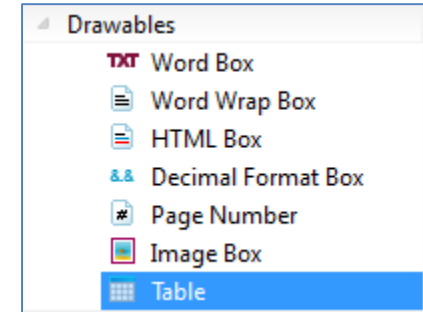 Drawables
TXT Word Box
Word Wrap Box
HTML Box
&.& Decimal Format Box
# Page Number
Image Box
Table